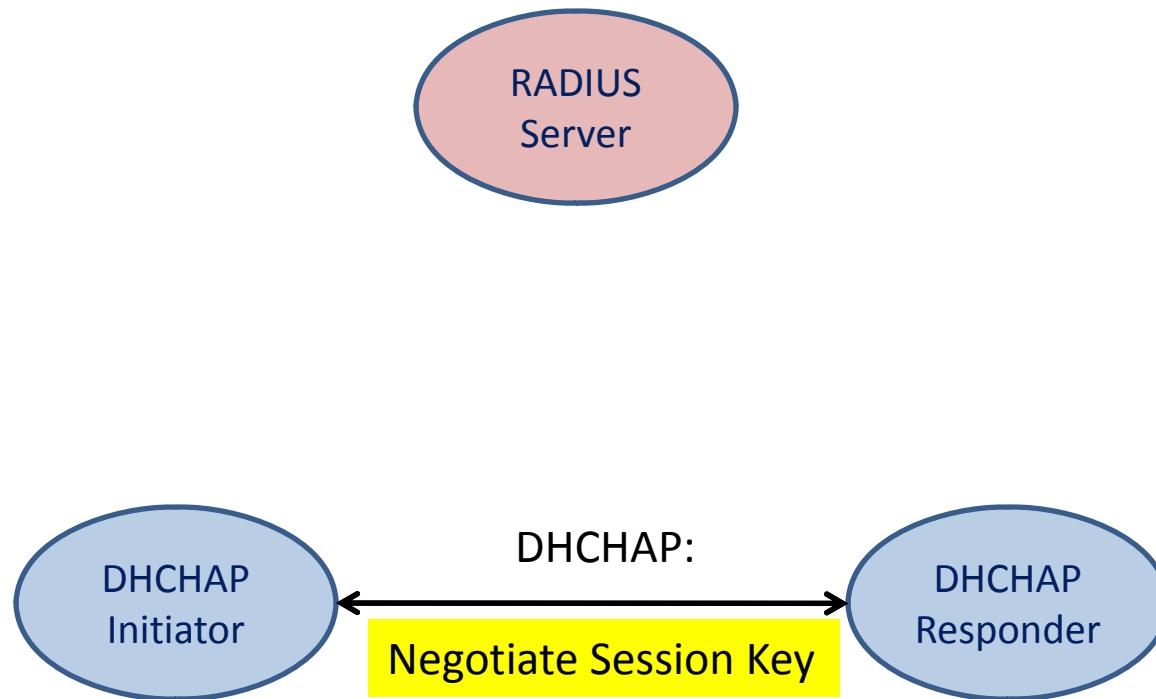 RADIUS
Server
DHCHAP:
DHCHAP
Initiator
DHCHAP
Responder
Negotiate Session Key